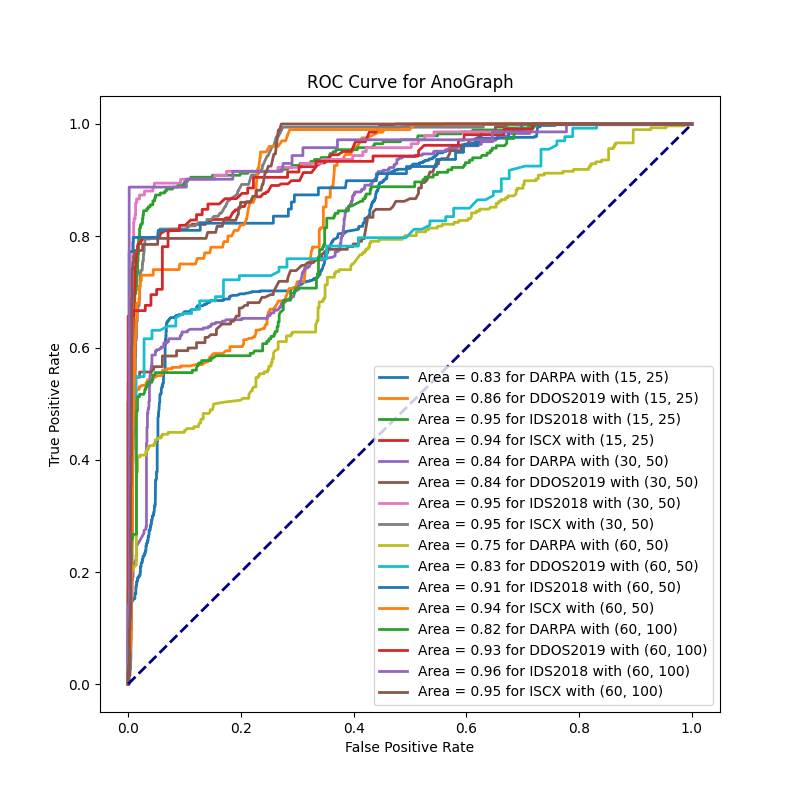 ROC Curve for AnoGraph
True Positive Rate
1.0
0.8
0.6
0.4
0.2
0.0
Area = 0.83 for DARPA with (15, 25)
Area = 0.86 for DDOS2019 with (15, 25)
Area = 0.95 for IDS2018 with (15, 25)
Area = 0.94 for ISCX with (15, 25)
Area = 0.84 for DARPA with (30, 50)
Area = 0.84 for DDOS2019 with (30, 50)
Area = 0.95 for IDS2018 with (30, 50)
Area = 0.95 for ISCX with (30, 50)
Area = 0.75 for DARPA with (60, 50)
Area = 0.83 for DDOS2019 with (60, 50)
Area = 0.91 for IDS2018 with (60, 50)
Area = 0.94 for ISCX with (60, 50)
Area = 0.82 for DARPA with (60, 100)
Area = 0.93 for DDOS2019 with (60, 100)
Area = 0.96 for IDS2018 with (60, 100)
Area = 0.95 for ISCX with (60, 100)
0.0 0.2 0.4 0.6 0.8 1.0
False Positive Rate